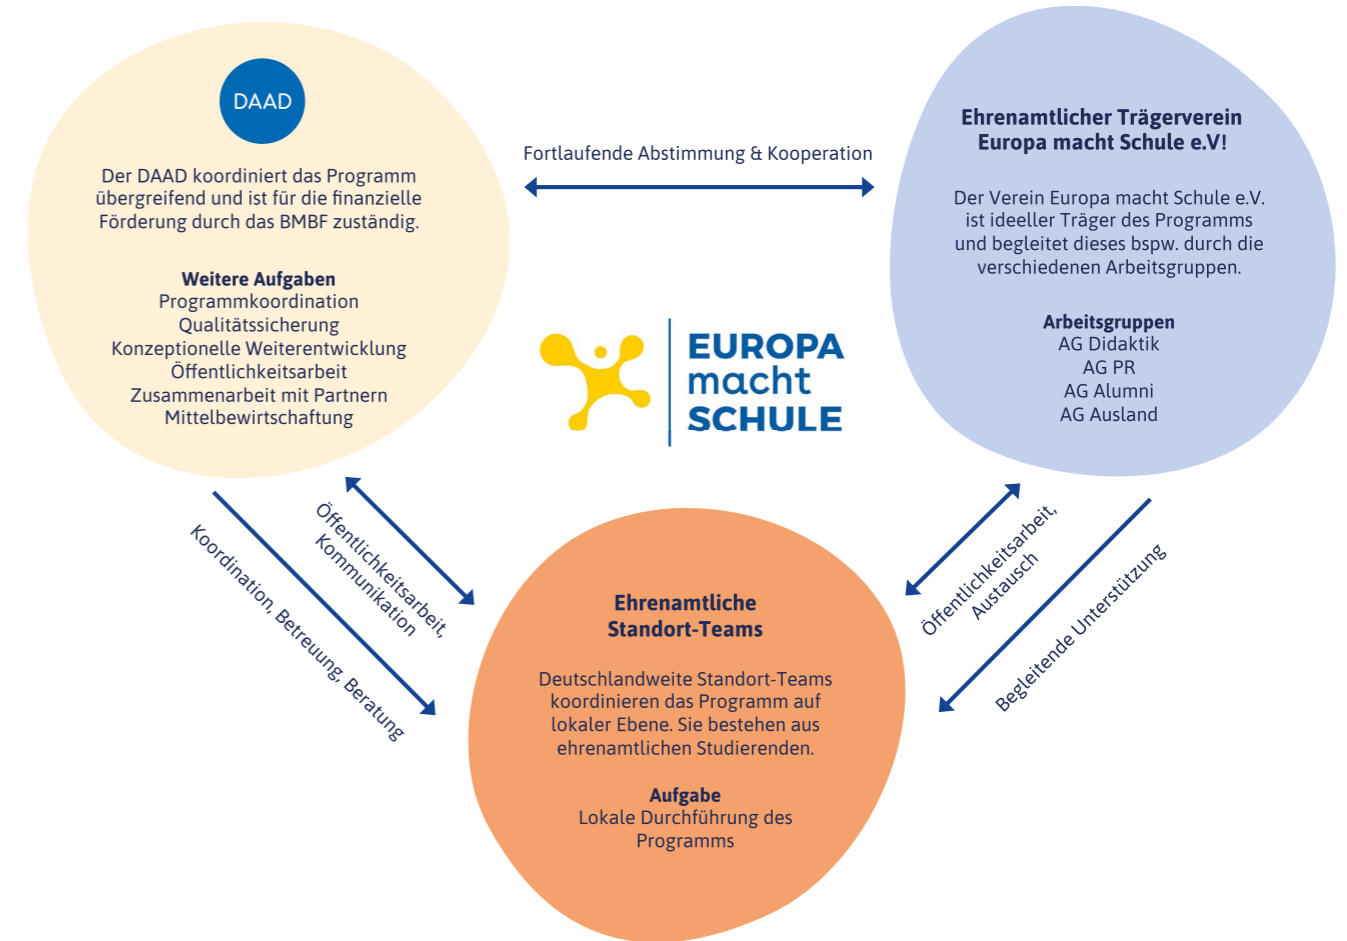 DAAD
Der DAAD koordiniert das Programm
übergreifend und ist für die finanzielle
Förderung durch das BMBF zuständig.
Weitere Aufgaben
Programmkoordination
Qualitätssicherung
Konzeptionelle Weiterentwicklung
Öffentlichkeitsarbeit
Zusammenarbeit mit Partnern
Mittelbewirtschaftung
Fortlaufende Abstimmung & Kooperation
Ehrenamtlicher Trägerverein
Europa macht Schule e.V!
Der Verein Europa macht Schule e.V.
ist ideeller Träger des Programms
und begleitet dieses bspw. durch die
verschiedenen Arbeitsgruppen.
Arbeitsgruppen
AG Didaktik
AG PR
AG Alumni
AG Ausland
EUROPA
macht
SCHULE
Koordination, Betreuung, Beratung
Öffentlichkeitsarbeit,
Kommunikation
Öffentlichkeitsarbeit,
Austausch
Begleitende Unterstützung
Ehrenamtliche
Standort-Teams
Deutschlandweite Standort-Teams
koordinieren das Programm auf
lokaler Ebene. Sie bestehen aus
ehrenamtlichen Studierenden.
Aufgabe
Lokale Durchführung des
Programms